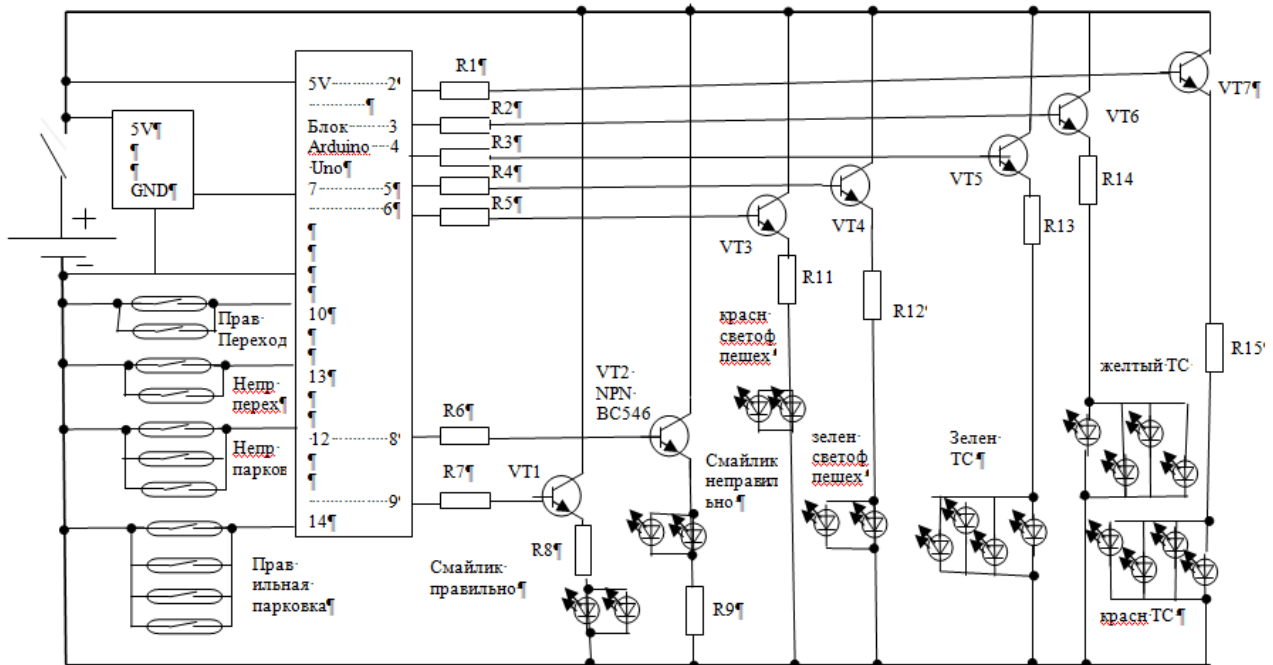 R1¶
5V 2
¶
Блок 3
Arduino 4
Uno¶
7 5¶
6¶
¶
¶
¶
¶
10¶
¶
¶
13¶
¶
¶
12 8
¶
¶
9
14¶
5V¶
¶
¶
GND¶
+
-
R2¶
R3¶
R4¶
R5¶
VT7¶
VT6
VT5
VT4
VT3
R14
R13
R11
R12
R15
Прав
Переход
Непр
перех¶
Непр
парков
Прав
ильная
парковка¶
R6¶
R7¶
VT1
VT2
NPN
BC546
R8¶
Смайлик
правильно¶
Смайлик
неправил
ьно¶
R9¶
красн
светоф
пешех
зелен
светоф
пешех
Зелен
ТС¶
желтый ТС
красн ТС¶